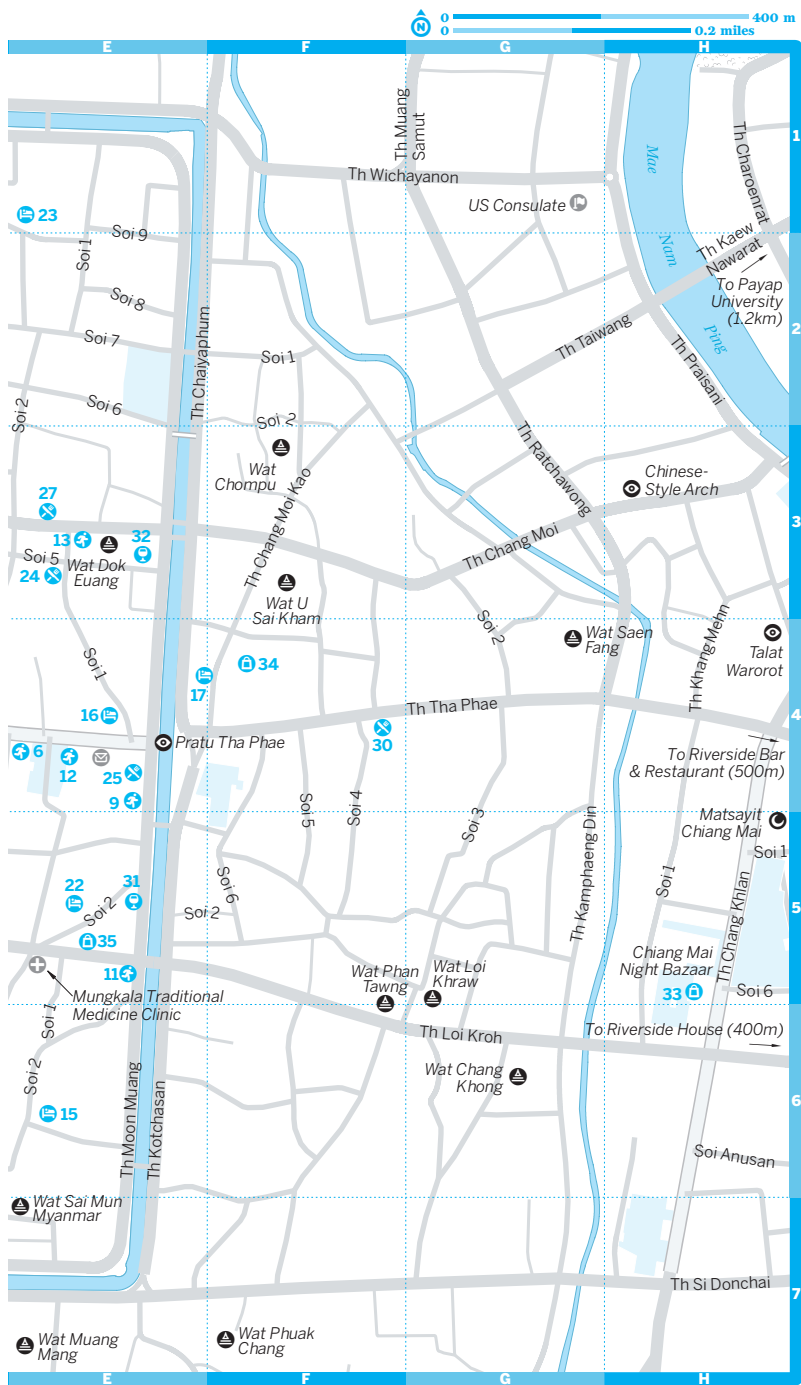 N
0 400 m
0 0.2 miles
E F G H
Th Muang
Samut
Th Wichayanon
US Consulate
Mae
Nam
Ping
Th Charoenrat
1
23
Soi 1
Soi 9
Soi 8
Soi 7
Th Kaew
Nawarat
To Payap
University
(1.2km)
2
Th Chaiyaphum
Soi 1
Th Taiwang
Th Praisani
Soi 2
Soi 6
Soi 2
Wat
Chompu
Th Chang Moi Kao
Th Ratchawong
Chinese-
Style Arch
27
13
32
3
Soi 5
Wat Dok
Euang
24
Th Chang Moi
Wat U
Sai Kham
Soi 2
Wat Saen
Fang
Th Khang Mehn
Talat
Warorot
Soi 1
34
17
16
Th Tha Phae
4
6
12
25
Pratu Tha Phae
30
To Riverside Bar
& Restaurant (500m)
9
Soi 5
Soi 4
Soi 3
Th Kamphaeng Din
Matsayit
Chiang Mai
Soi 1
22
31
Soi 2
Soi 6
Soi 2
Soi 1
Th Chang Khlan
5
35
11
Chiang Mai
Night Bazaar
33
Soi 6
Wat Phan
Tawng
Wat Loi
Khraw
Mungkala Traditional
Medicine Clinic
Soi 1
Th Loi Kroh
To Riverside House (400m)
Soi 2
Wat Chang
Khong
15
Th Moon Muang
Th Kotchasan
6
Soi Anusan
Wat Sai Mun
Myanmar
Th Si Donchai
7
Wat Muang
Mang
Wat Phuak
Chang
E F G H